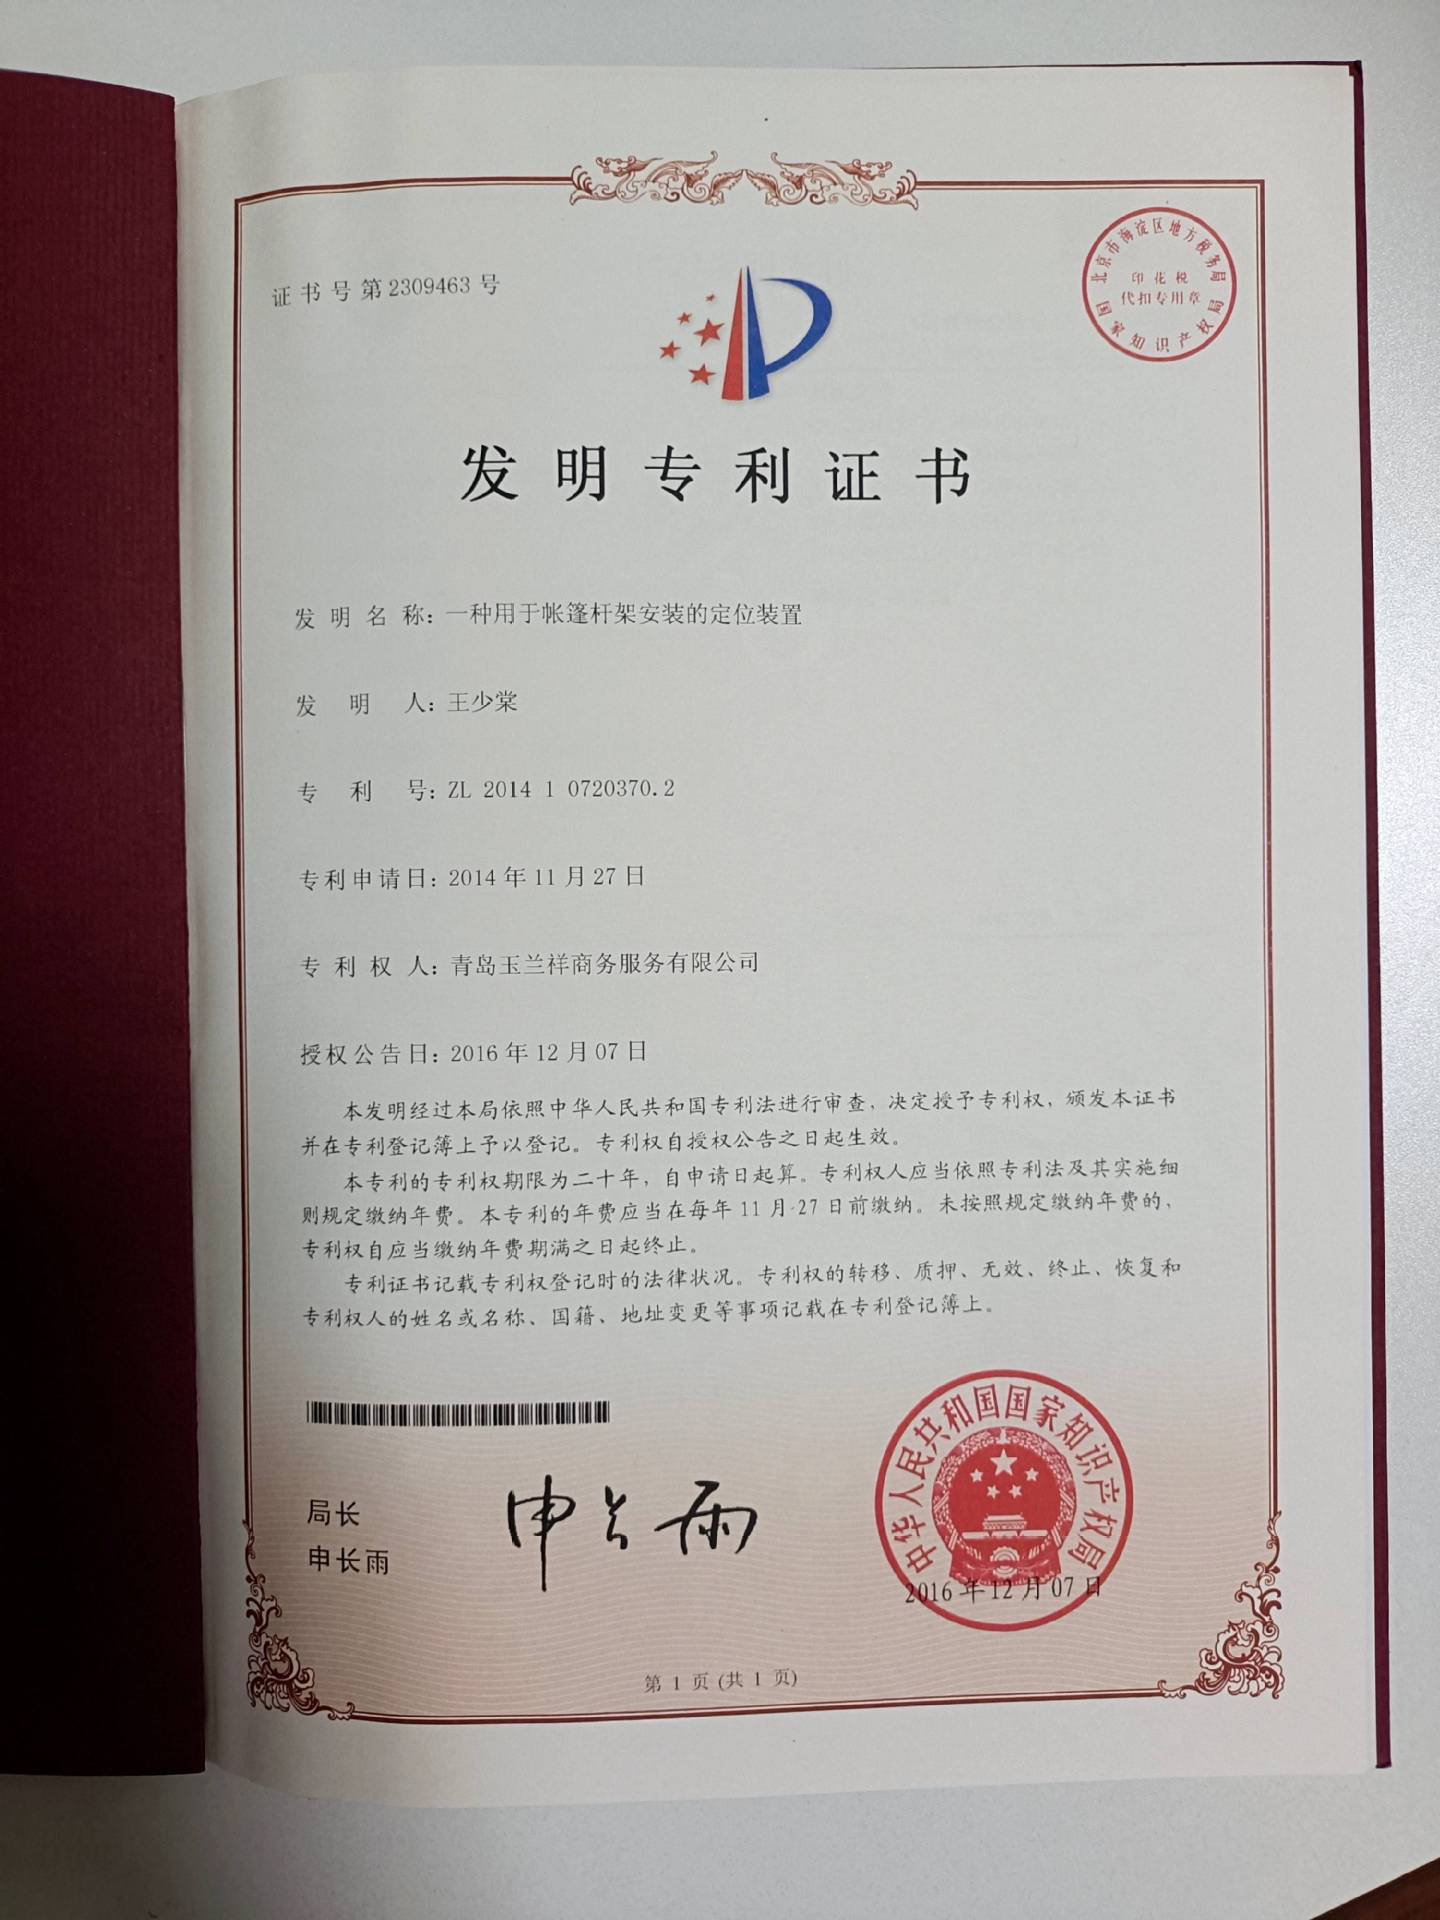 证书号第2309463号
北京市海淀区地方税务局
印花税
代扣专用章
国家知识产权局
发明专利证书
发明名称：一种用于帐篷杆架安装的定位装置
发明人：王少棠
专利号：ZL 2014 1 0720370.2
专利申请日：2014年11月27日
专利权人：青岛玉兰祥商务服务有限公司
授权公告日：2016年12月07日
本发明经过本局依照中华人民共和国专利法进行审查，决定授予专利权，颁发本证书
并在专利登记簿上予以登记。专利权自授权公告之日起生效。
本专利的专利权期限为二十年，自申请日起算。专利权人应当依照专利法及其实施细
则规定缴纳年费。本专利的年费应当在每年11月27日前缴纳。未按照规定缴纳年费的，
专利权自应当缴纳年费期满之日起终止。
专利证书记载专利权登记时的法律状况。专利权的转移、质押、无效、终止、恢复和
专利权人的姓名或名称、国籍、地址变更等事项记载在专利登记簿上。
局长
申长雨
申长雨
中华人民共和国国家知识产权局
2016年12月07日
第1页(共1页)